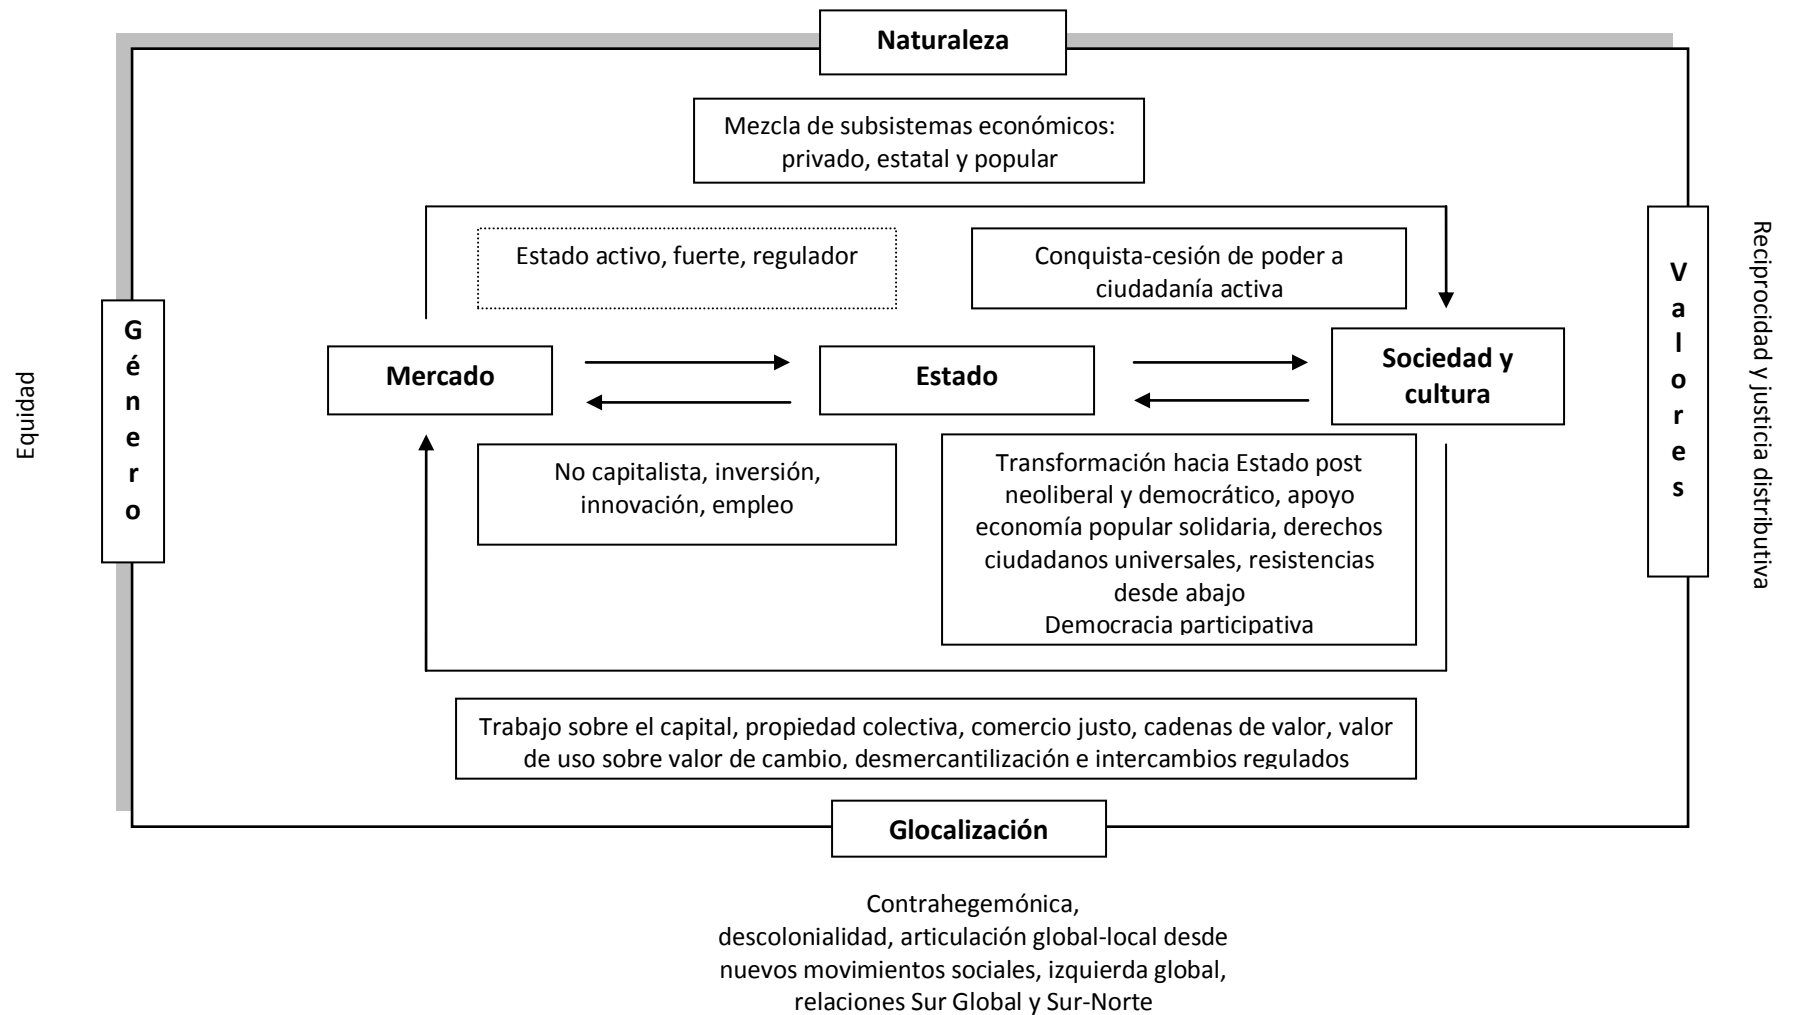 Naturaleza
Mezcla de subsistemas económicos:
privado, estatal y popular
Estado activo, fuerte, regulador
Conquista-cesión de poder a
ciudadanía activa
Equidad
Género
Mercado
Estado
Sociedad y
cultura
Valores
Reciprocidad y justicia distributiva
No capitalista, inversión,
innovación, empleo
Transformación hacia Estado post
neoliberal y democrático, apoyo
economía popular solidaria, derechos
ciudadanos universales, resistencias
desde abajo
Democracia participativa
Trabajo sobre el capital, propiedad colectiva, comercio justo, cadenas de valor, valor
de uso sobre valor de cambio, desmercantilización e intercambios regulados
Glocalización
Contrahegemónica,
descolonialidad, articulación global-local desde
nuevos movimientos sociales, izquierda global,
relaciones Sur Global y Sur-Norte